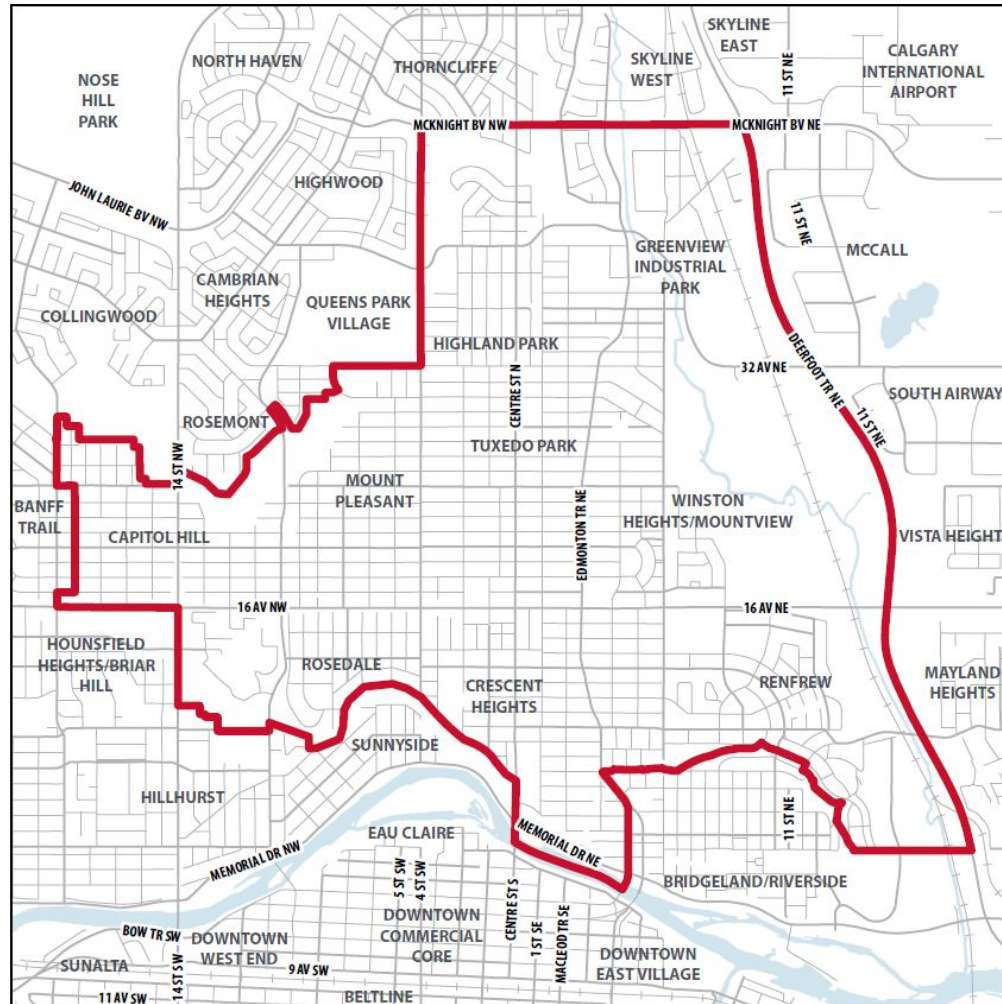 SKYLINE
EAST
NORTH HAVEN
THORNCLIFFE
SKYLINE
WEST
11 ST NE
CALGARY
INTERNATIONAL
AIRPORT
NOSE
HILL
PARK
MCKNIGHT BV NW
MCKNIGHT BV NE
JOHN LAURIE BV NW
HIGHWOOD
11 ST NE
GREENVIEW
INDUSTRIAL
PARK
MCCALL
CAMBRIAN
HEIGHTS
QUEENS PARK
VILLAGE
COLLINGWOOD
HIGHLAND PARK
32 AV NE
DEERFOOT TR NE
SOUTH AIRWAY
CENTRE ST N
ROSEMONT
11 ST NE
TUXEDO PARK
14 ST NW
MOUNT
PLEASANT
BANFF
TRAIL
CAPITOL HILL
WINSTON
HEIGHTS/MOUNTVIEW
EDMONTON TR NE
VISTA HEIGHT
16 AV NW
16 AV NE
HOUNSFIELD
HEIGHTS/BRIAR
HILL
ROSEDALE
CRESCENT
HEIGHTS
RENFREW
MAYLAND
HEIGHTS
SUNNYSIDE
HILLHURST
11 ST NE
EAU CLAIRE
MEMORIAL DR NE
MEMORIAL DR NW
5 ST SW
4 ST SW
BRIDGELAND/RIVERSIDE
CENTRE ST S
1 ST SE
MACLEOD TR SE
BOW TR SW
DOWNTOWN
WEST END
DOWNTOWN
COMMERCIAL
CORE
DOWNTOWN
EAST VILLAGE
SUNALTA
14 ST SW
9 AV SW
11 AV SW
BELTLINE